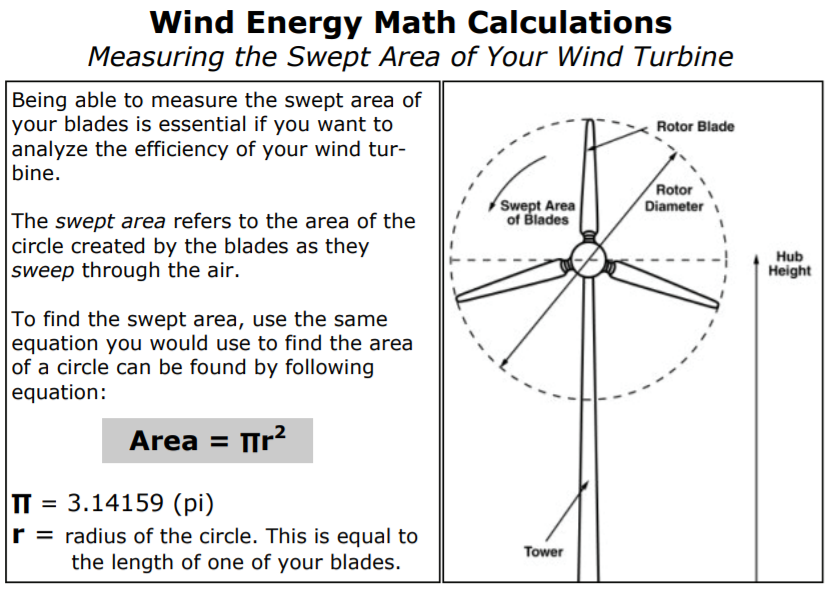 Wind Energy Math Calculations
Measuring the Swept Area of Your Wind Turbine
Being able to measure the swept area of
your blades is essential if you want to
analyze the efficiency of your wind tur-
bine.
The swept area refers to the area of the
circle created by the blades as they
sweep through the air.
To find the swept area, use the same
equation you would use to find the area
of a circle can be found by following
equation:
Area = πr²
π = 3.14159 (pi)
r = radius of the circle. This is equal to
the length of one of your blades.
Rotor Blade
Rotor
Diameter
Swept Area
of Blades
Hub
Height
Tower